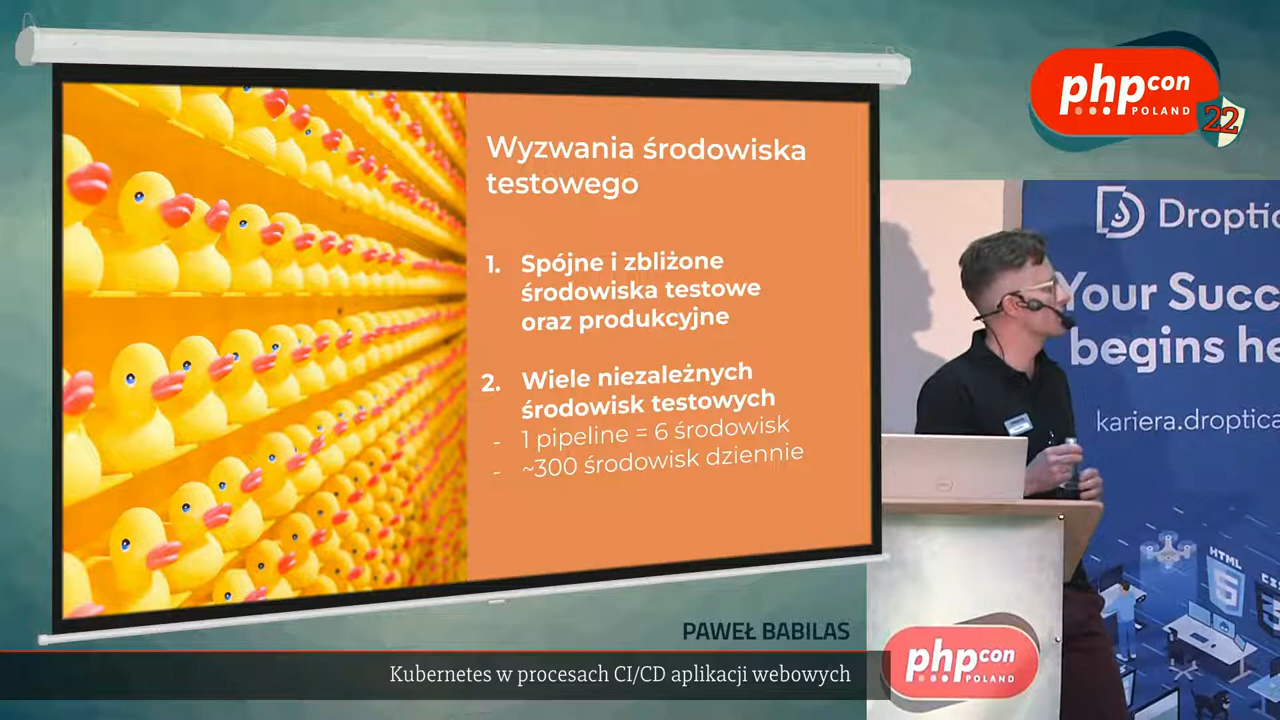 php con
POLAND
22
Wyzwania środowiska
testowego
1. Spójne i zbliżone
środowiska testowe
oraz produkcyjne
2. Wiele niezależnych
środowisk testowych
- 1 pipeline = 6 środowisk
- ~300 środowisk dziennie
Droptic
Your Succ
begins he
kariera.droptica
HTML
5
PAWEŁ BABILAS
Kubernetes w procesach CI/CD aplikacji webowych
php con
POLAND